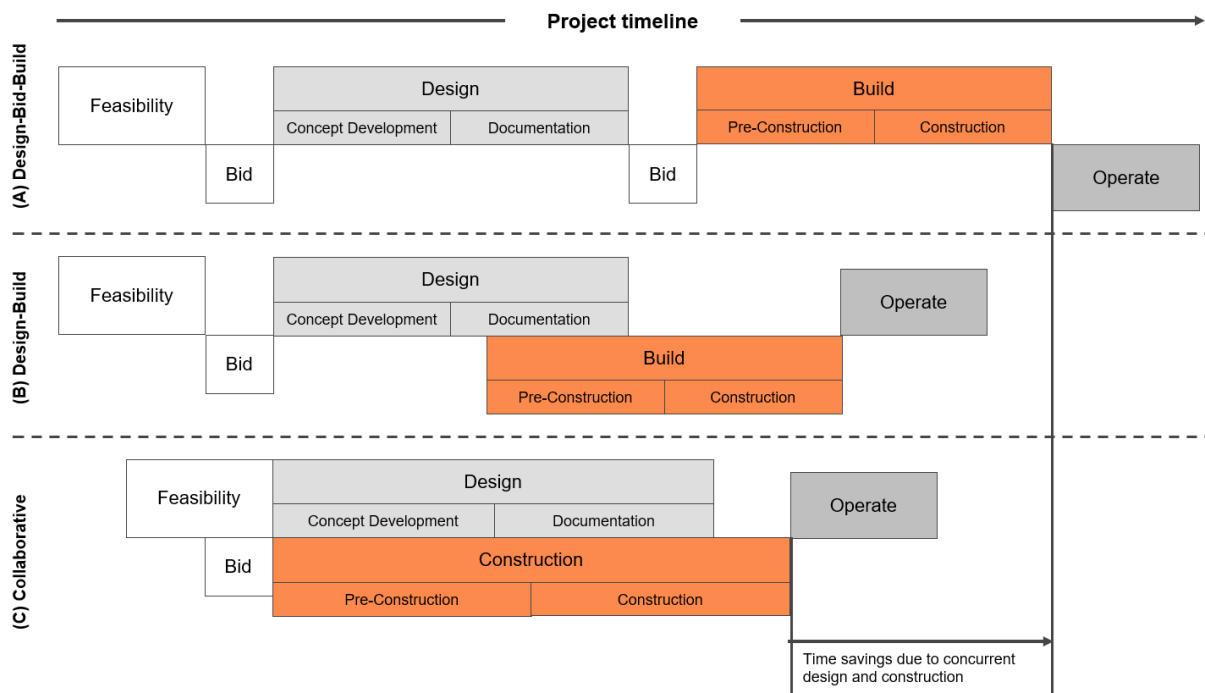 Project timeline
(A) Design-Bid-Build
Feasibility
Bid
Design
Concept Development
Documentation
Bid
Build
Pre-Construction
Construction
Operate
(B) Design-Build
Feasibility
Bid
Design
Concept Development
Documentation
Build
Pre-Construction
Construction
Operate
(C) Collaborative
Feasibility
Bid
Design
Concept Development
Documentation
Construction
Pre-Construction
Construction
Operate
Time savings due to concurrent
design and construction